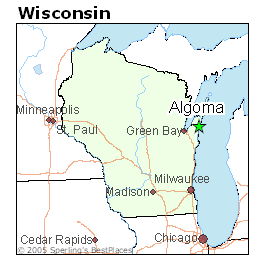 Wisconsin
Algoma
Minneapolis
St. Paul
Green Bay
Milwaukee
Madison
Chicago
Cedar Rapids
© 2005 Sperling's BestPlaces